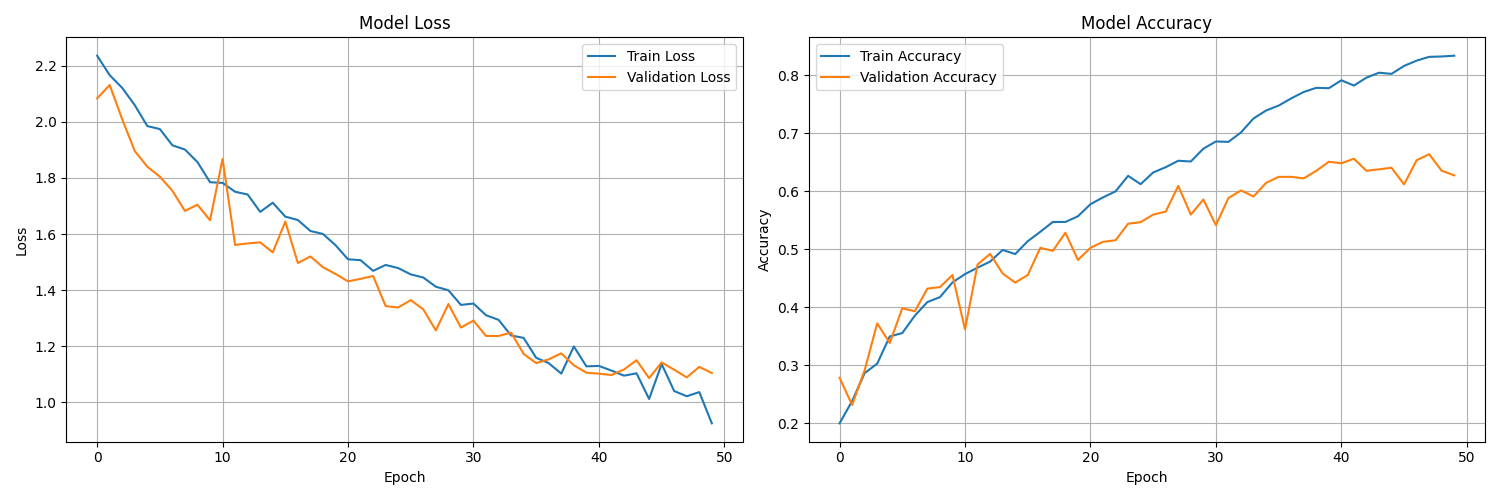 Model Loss
2.2
2.0
1.8
1.6
1.4
1.2
1.0
Loss
Train Loss
Validation Loss
0 10 20 30 40 50
Epoch
Model Accuracy
0.8
0.7
0.6
0.5
0.4
0.3
0.2
Accuracy
Train Accuracy
Validation Accuracy
0 10 20 30 40 50
Epoch